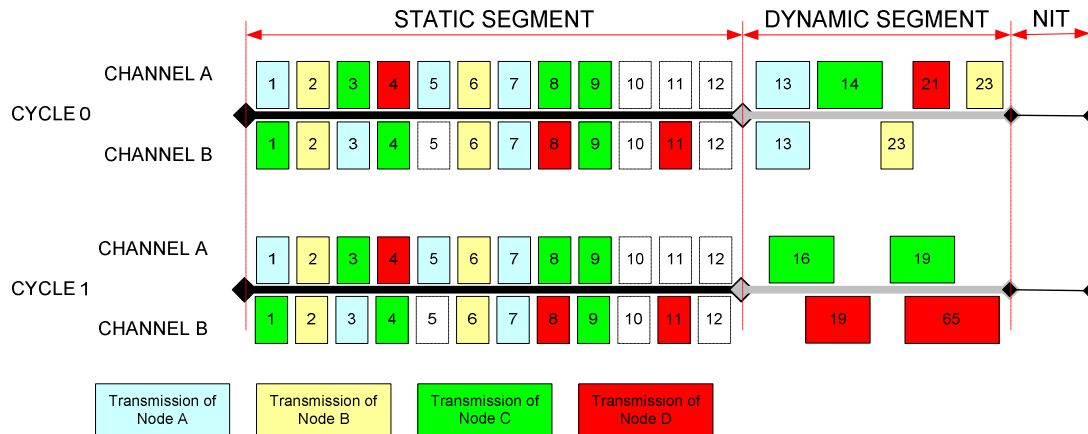 STATIC SEGMENT DYNAMIC SEGMENT NIT
CHANNEL A
1 2 3 4 5 6 7 8 9 10 11 12 13 14 21 23
CYCLE 0
CHANNEL B
1 2 3 4 5 6 7 8 9 10 11 12 13 23
CHANNEL A
1 2 3 4 5 6 7 8 9 10 11 12 16 19
CYCLE 1
CHANNEL B
1 2 3 4 5 6 7 8 9 10 11 12 19 65
Transmission of Node A
Transmission of Node B
Transmission of Node C
Transmission of Node D